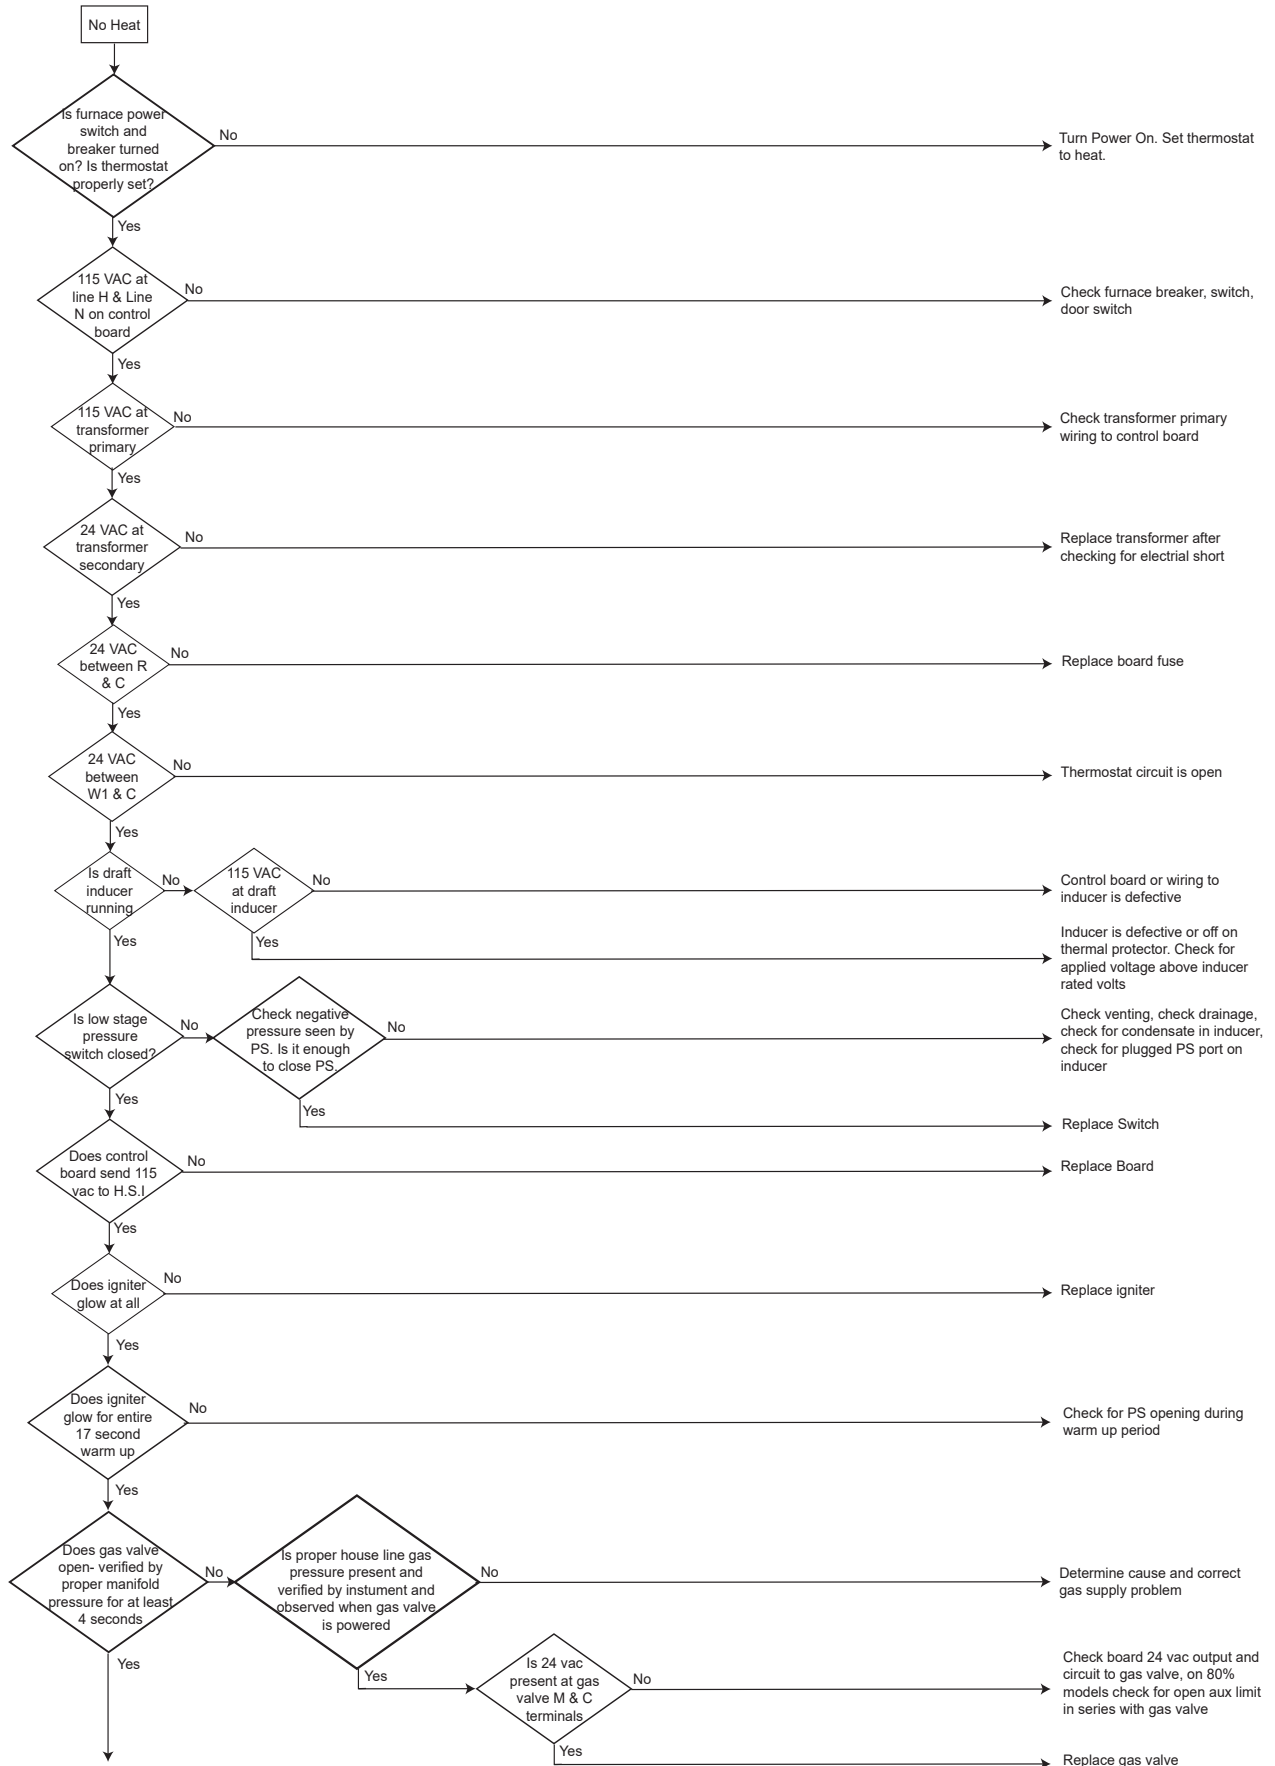 No Heat
Is furnace power
switch and
breaker turned
on? Is thermostat
properly set?
No
Turn Power On. Set thermostat
to heat.
Yes
115 VAC at
line H & Line
N on control
board
No
Check furnace breaker, switch,
door switch
Yes
115 VAC at
transformer
primary
No
Check transformer primary
wiring to control board
Yes
24 VAC at
transformer
secondary
No
Replace transformer after
checking for electrial short
Yes
24 VAC
between R
& C
No
Replace board fuse
Yes
24 VAC
between
W1 & C
No
Thermostat circuit is open
Yes
Is draft
inducer
running
No
115 VAC
at draft
inducer
No
Control board or wiring to
inducer is defective
Yes
Yes
Inducer is defective or off on
thermal protector. Check for
applied voltage above inducer
rated volts
Is low stage
pressure
switch closed?
No
Check negative
pressure seen by
PS. Is it enough
to close PS.
No
Check venting, check drainage,
check for condensate in inducer,
check for plugged PS port on
inducer
Yes
Yes
Replace Switch
Does control
board send 115
vac to H.S.I
No
Replace Board
Yes
Does igniter
glow at all
No
Replace igniter
Yes
Does igniter
glow for entire
17 second
warm up
No
Check for PS opening during
warm up period
Yes
Does gas valve
open- verified by
proper manifold
pressure for at least
4 seconds
No
Is proper house line gas
pressure present and
verified by instument and
observed when gas valve
is powered
No
Determine cause and correct
gas supply problem
Yes
Yes
Is 24 vac
present at gas
valve M & C
terminals
No
Check board 24 vac output and
circuit to gas valve, on 80%
models check for open aux limit
in series with gas valve
Yes
Replace gas valve